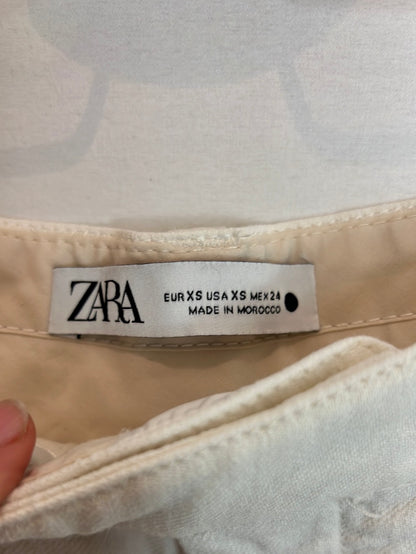 ZARA
EUR XS USA XS MEX 24
MADE IN MOROCCO